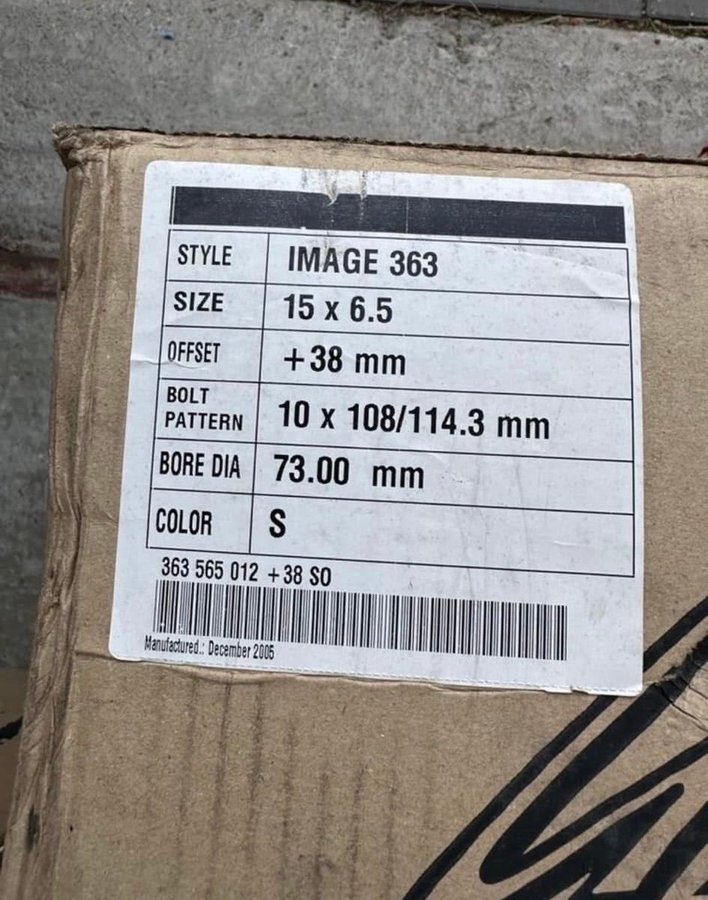 STYLE IMAGE 363
SIZE 15 x 6.5
OFFSET +38 mm
BOLT PATTERN 10 x 108/114.3 mm
BORE DIA 73.00 mm
COLOR S
363 565 012 +38 SO
Manufactured.: December 2005